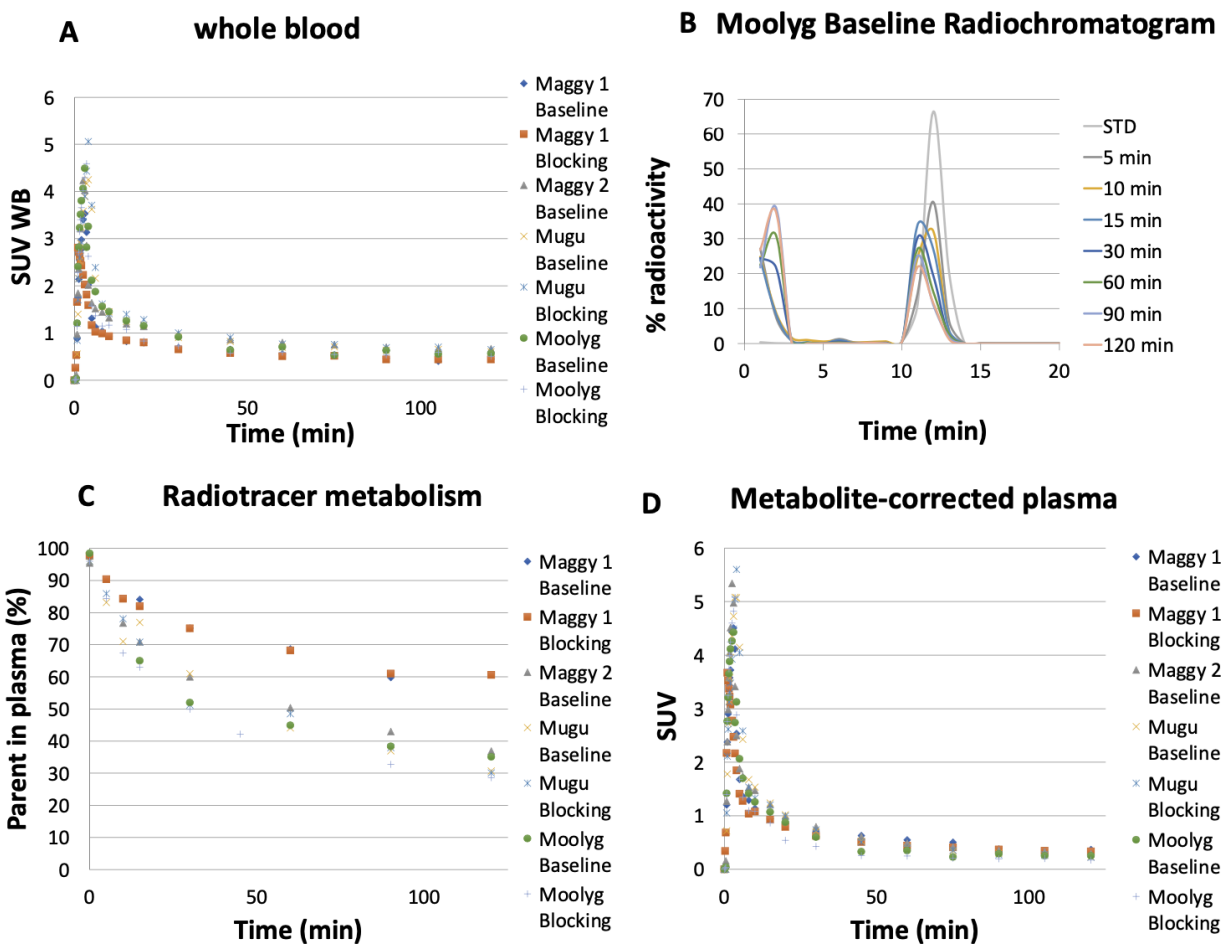 A whole blood
SUV WB
6
5
4
3
2
1
0
0 50 100
Time (min)
Maggy 1
Baseline
Maggy 1
Blocking
Maggy 2
Baseline
Mugu
Baseline
Mugu
Blocking
Moolyg
Baseline
Moolyg
Blocking
B Moolyg Baseline Radiochromatogram
% radioactivity
70
60
50
40
30
20
10
0
0 5 10 15 20
Time (min)
STD
5 min
10 min
15 min
30 min
60 min
90 min
120 min
C Radiotracer metabolism
Parent in plasma (%)
100
90
80
70
60
50
40
30
20
10
0
0 50 100
Time (min)
Maggy 1
Baseline
Maggy 1
Blocking
Maggy 2
Baseline
Mugu
Baseline
Mugu
Blocking
Moolyg
Baseline
Moolyg
Blocking
D Metabolite-corrected plasma
SUV
6
5
4
3
2
1
0
0 50 100
Time (min)
Maggy 1
Baseline
Maggy 1
Blocking
Maggy 2
Baseline
Mugu
Baseline
Mugu
Blocking
Moolyg
Baseline
Moolyg
Blocking